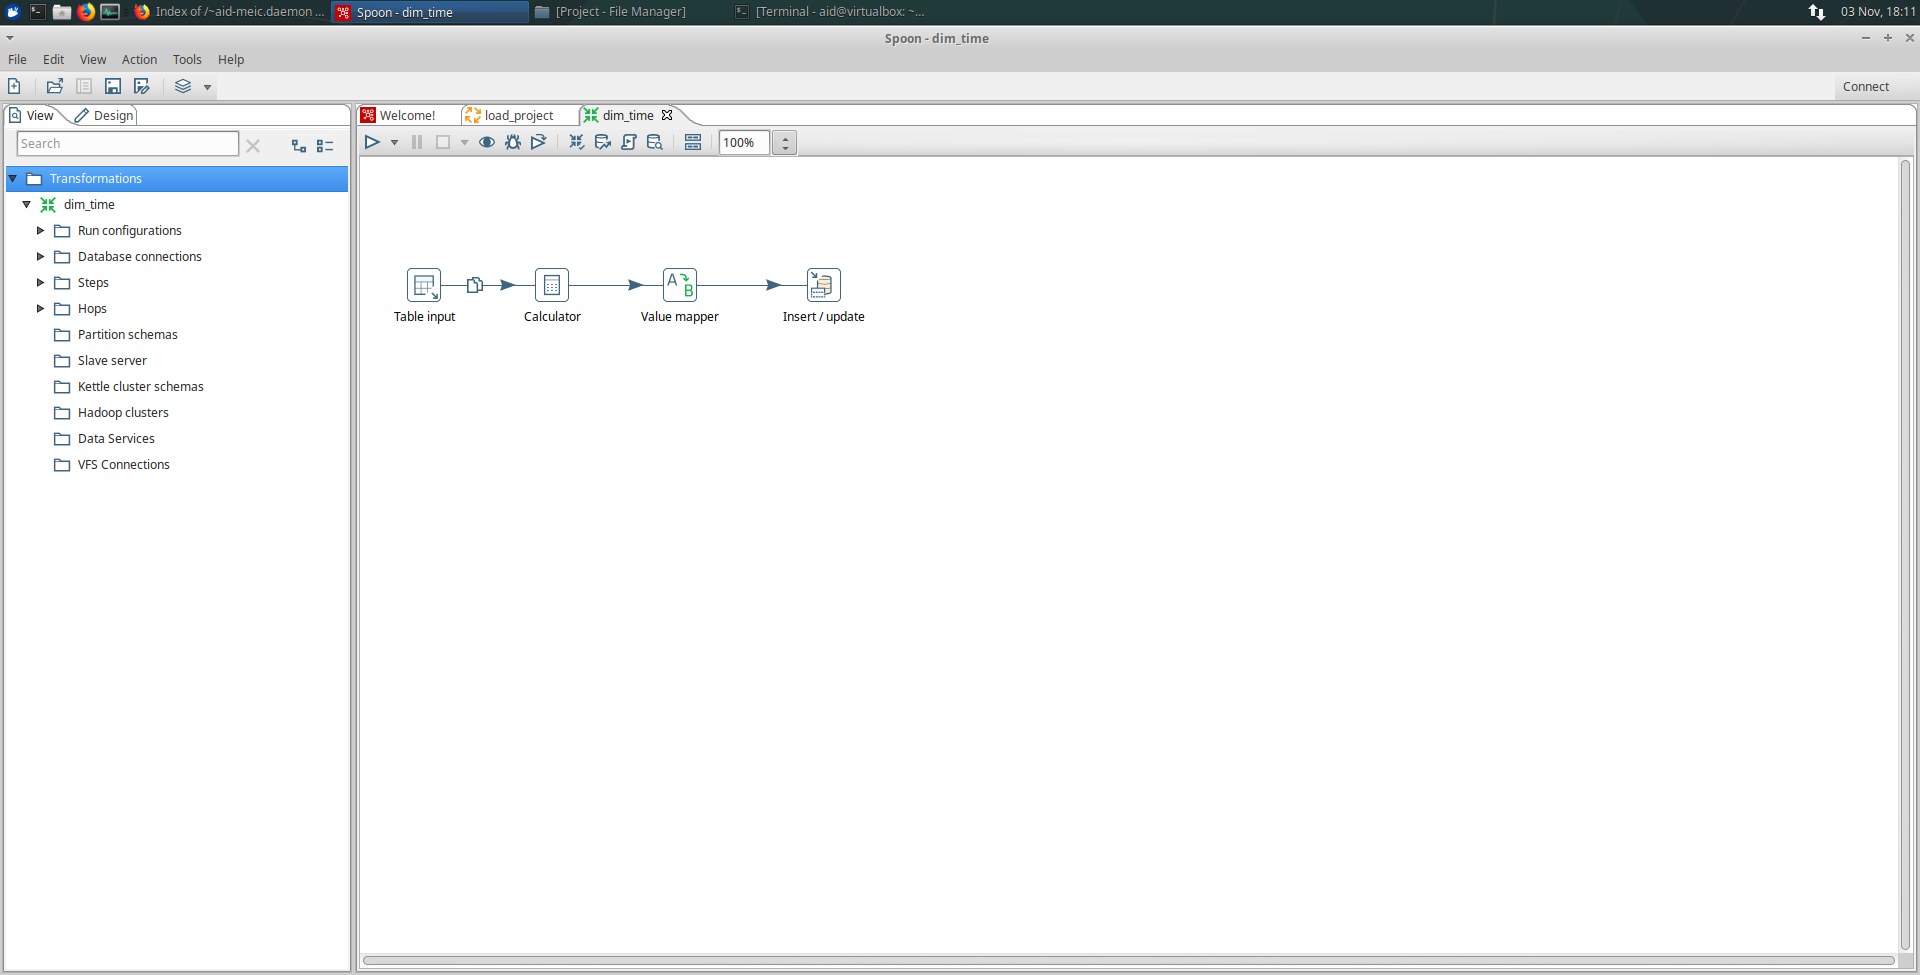 Index of /~aid-meic.daemon ...
Spoon - dim_time
[Project - File Manager]
[Terminal - aid@virtualbox: ~...
03 Nov, 18:11
Spoon - dim_time
File Edit View Action Tools Help
Connect
View Design
Welcome! load_project dim_time
Search
100%
Transformations
dim_time
Run configurations
Database connections
Steps
Hops
Partition schemas
Slave server
Kettle cluster schemas
Hadoop clusters
Data Services
VFS Connections
A B
Table input Calculator Value mapper Insert / update